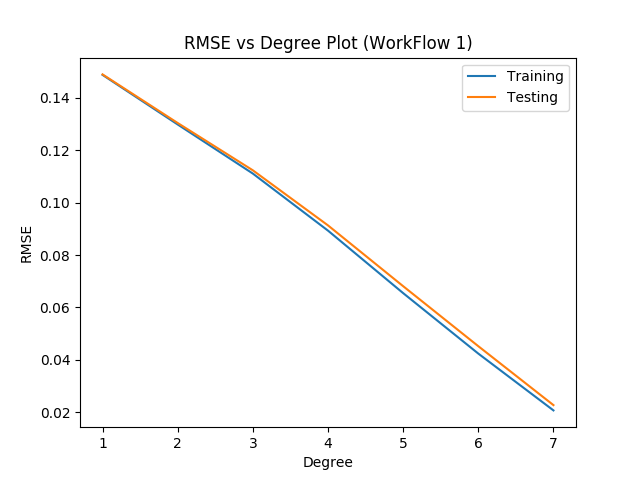 RMSE vs Degree Plot (WorkFlow 1)
Training
Testing
0.14
0.12
0.10
0.08
0.06
0.04
0.02
RMSE
1 2 3 4 5 6 7
Degree